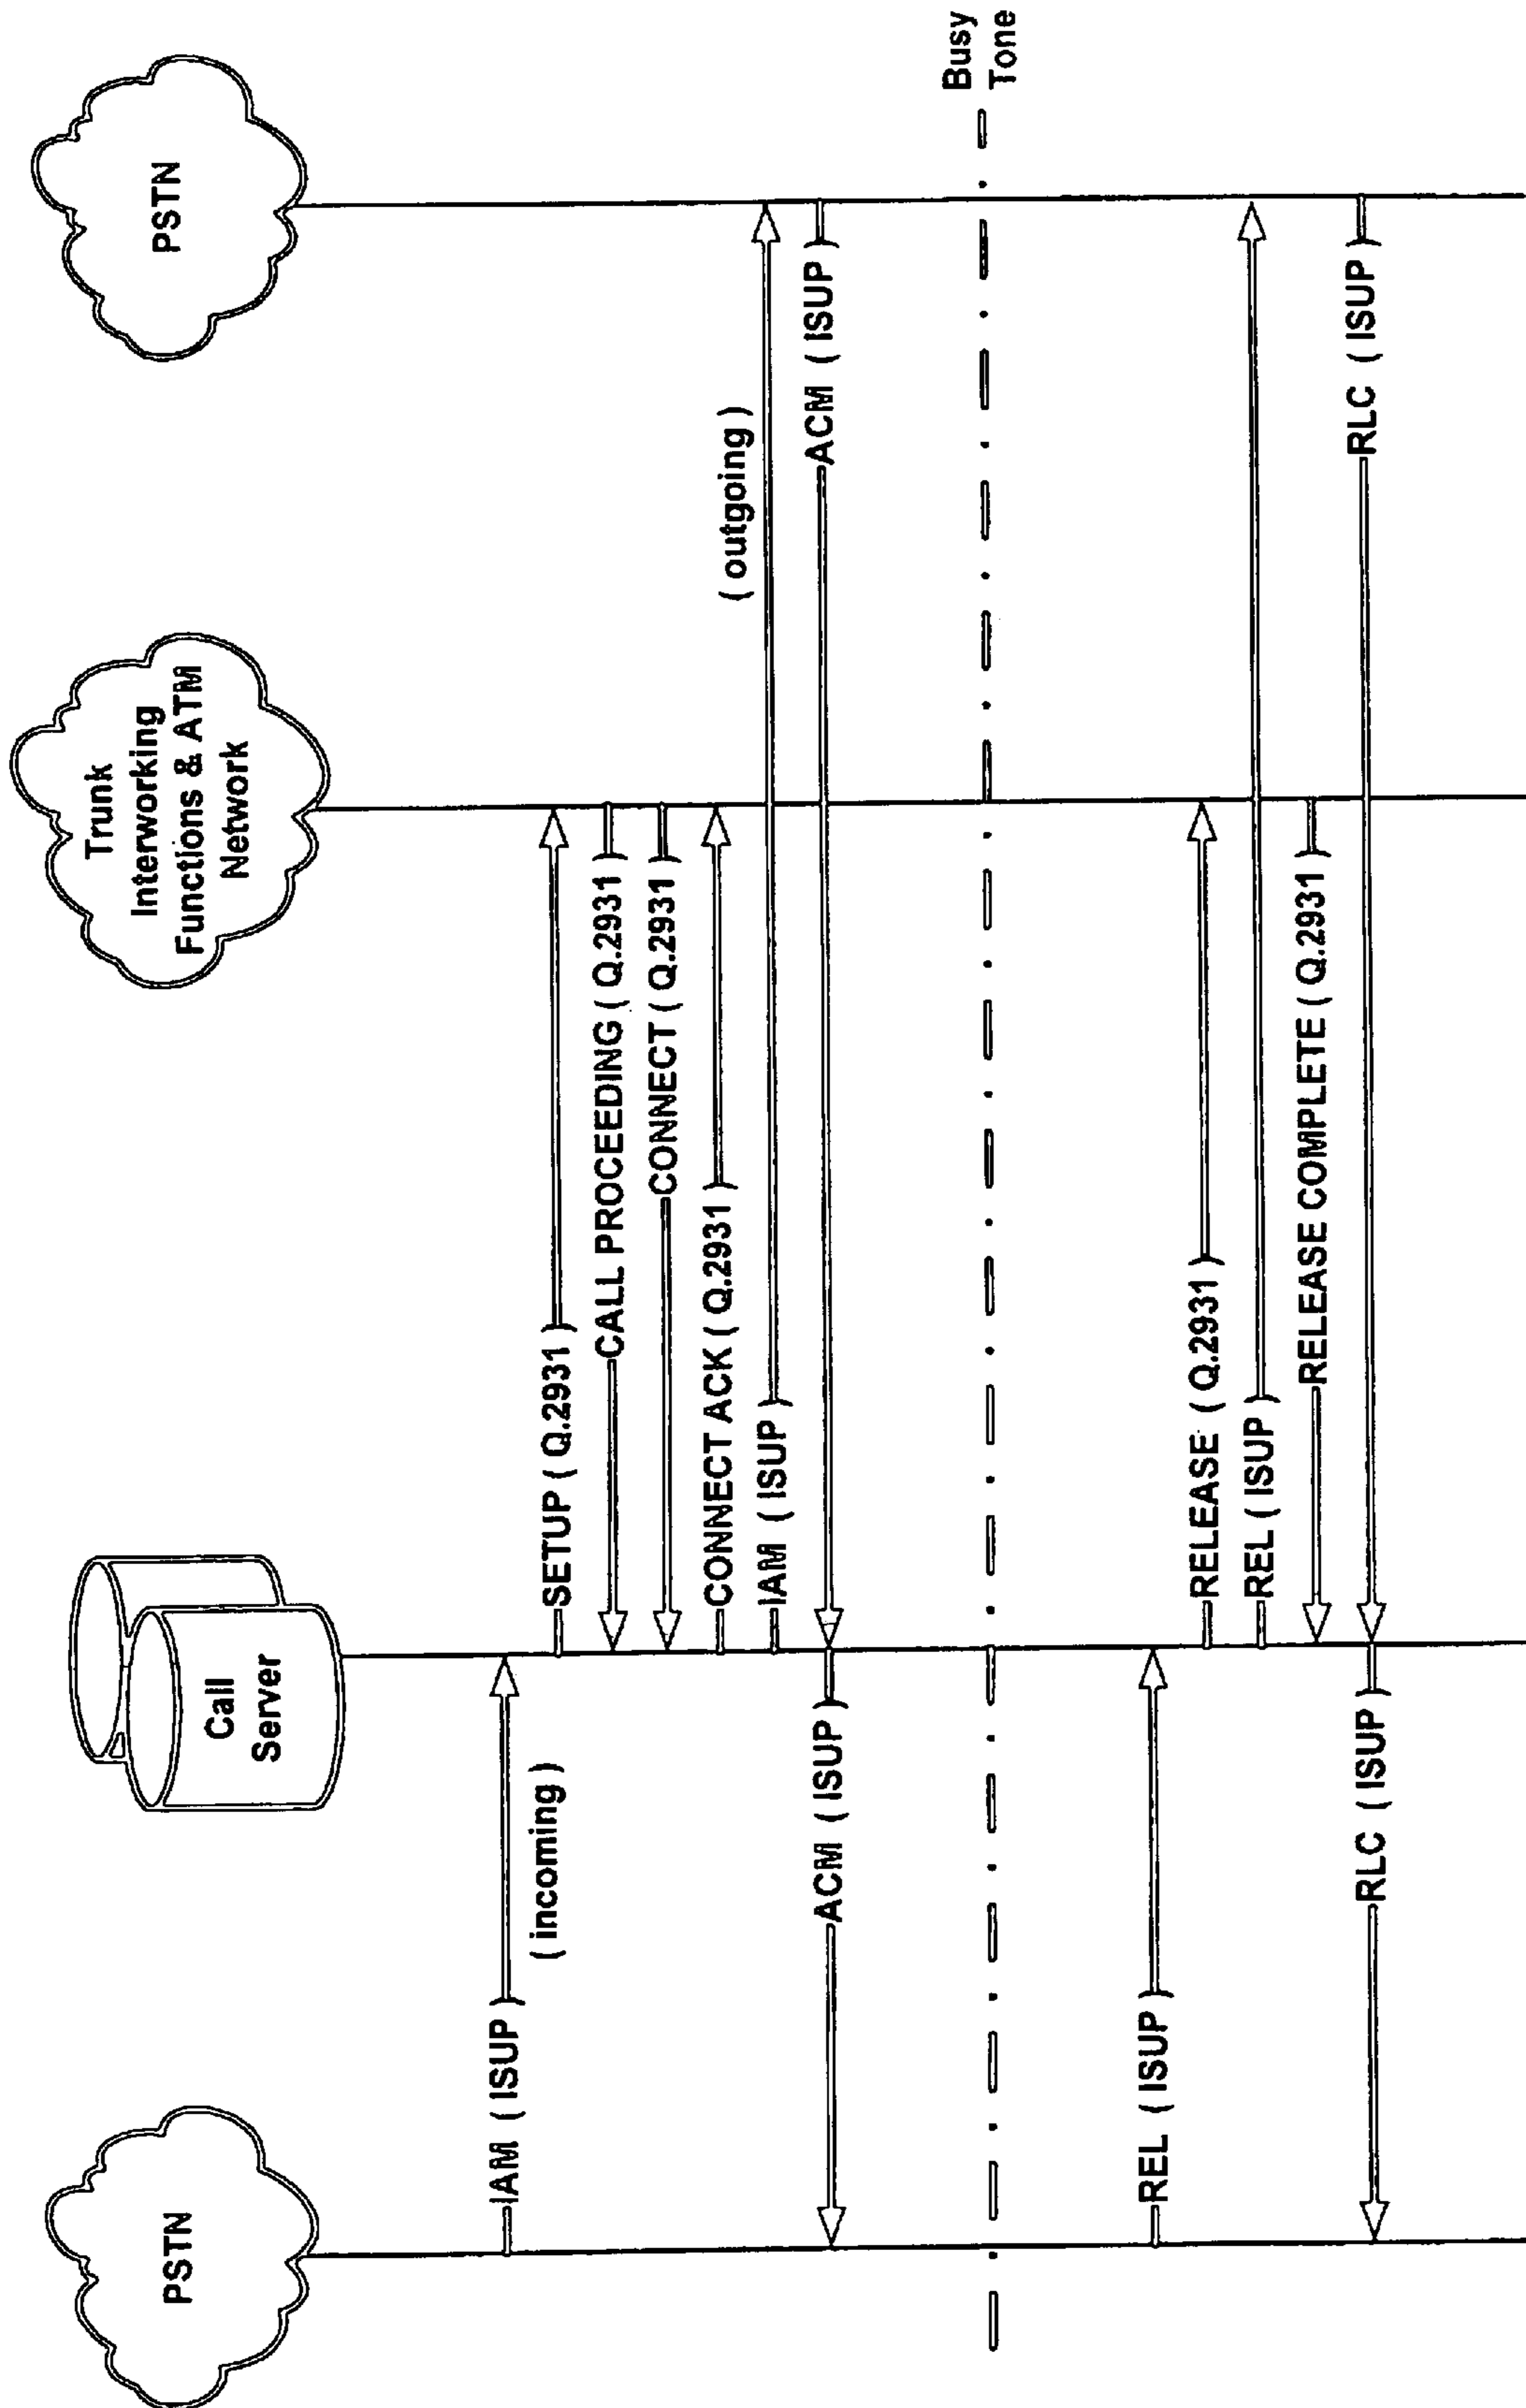 PSTN
Call
Server
Trunk
Interworking
Functions & ATM
Network
PSTN
IAM ( ISUP )
( incoming )
SETUP ( Q.2931 )
CALL PROCEEDING ( Q.2931 )
CONNECT ( Q.2931 )
CONNECT ACK ( Q.2931 )
( outgoing )
IAM ( ISUP )
ACM ( ISUP )
ACM ( ISUP )
Busy
Tone
REL ( ISUP )
RELEASE ( Q.2931 )
REL ( ISUP )
RELEASE COMPLETE ( Q.2931 )
RLC ( ISUP )
RLC ( ISUP )